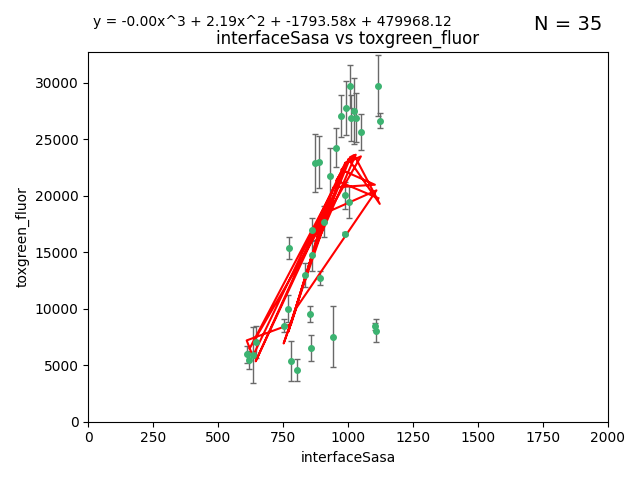 y = -0.00x^3 + 2.19x^2 + -1793.58x + 479968.12
N = 35
interfaceSasa vs toxgreen_fluor
30000
25000
20000
15000
10000
5000
0
toxgreen_fluor
0 250 500 750 1000 1250 1500 1750 2000
interfaceSasa